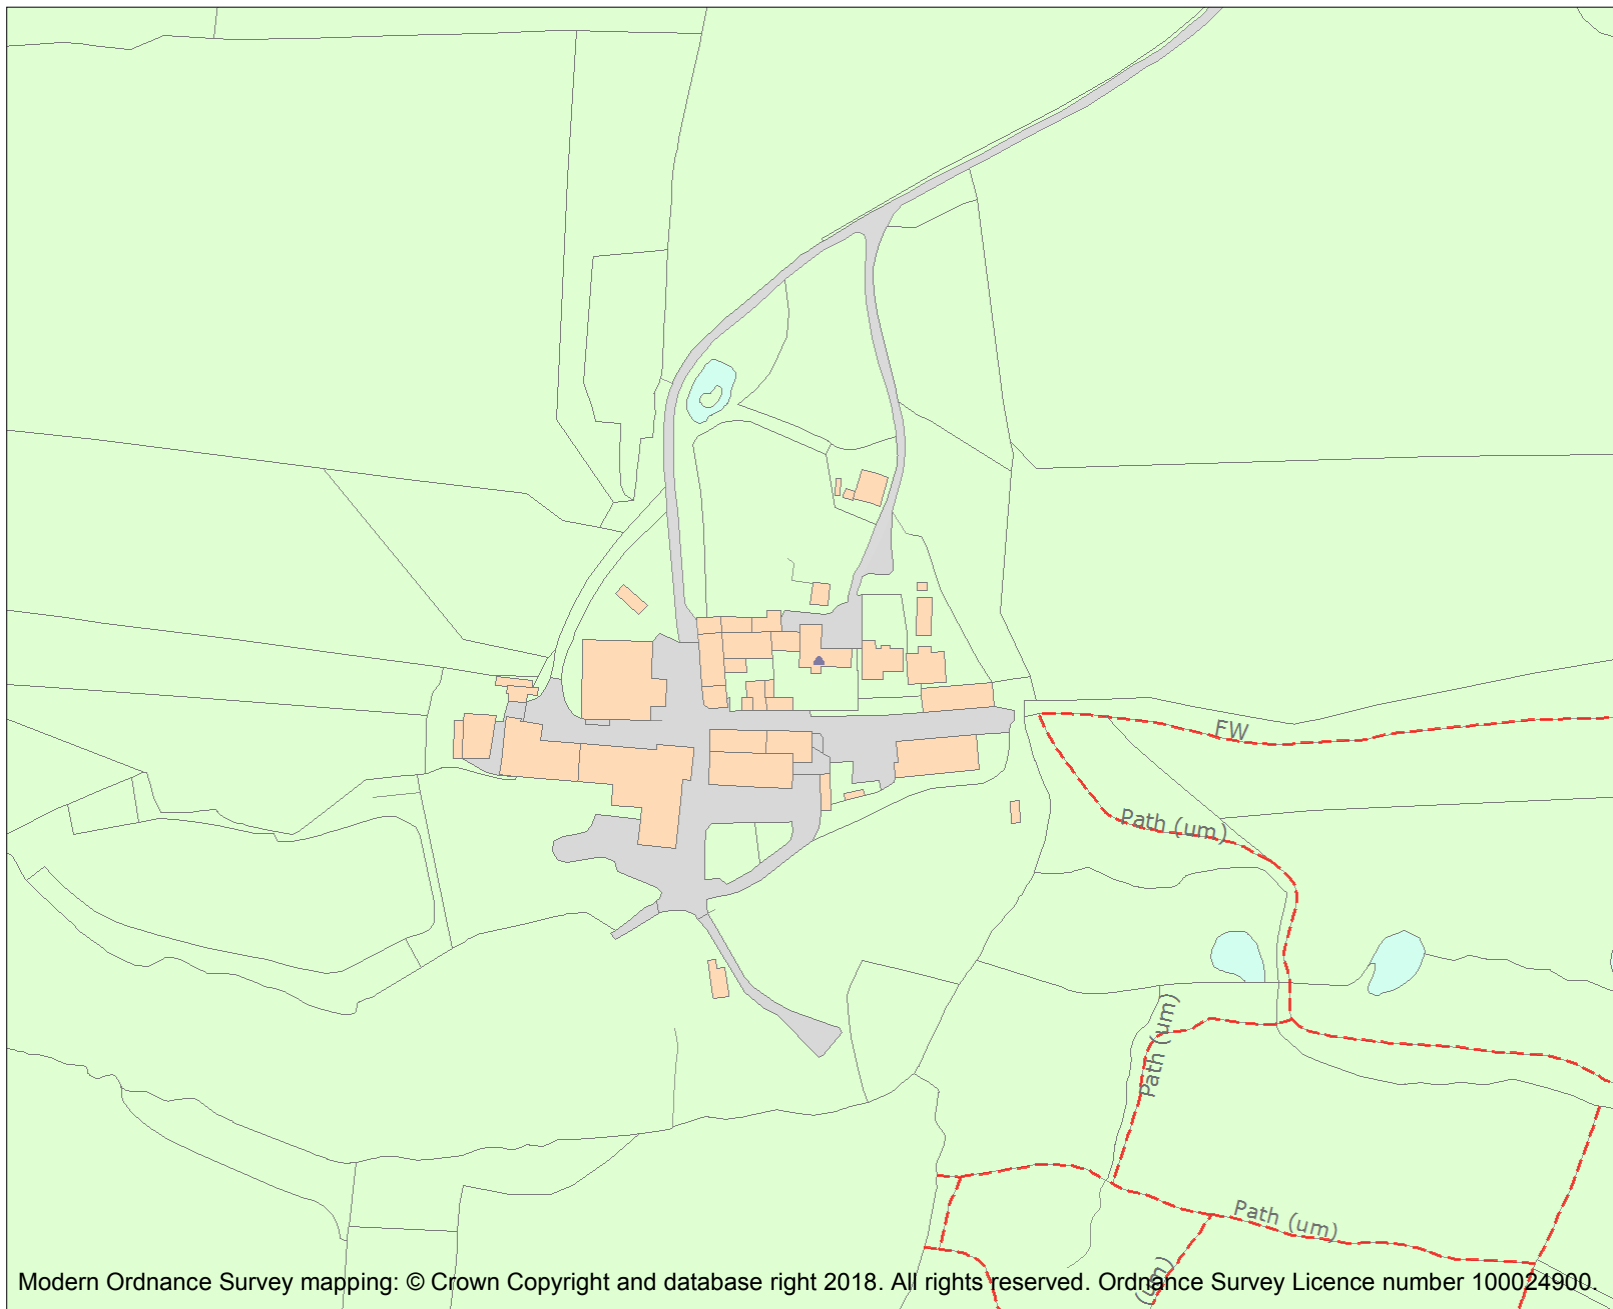 FW
Path (um)
Path (um)
Path (um)
(um)
Modern Ordnance Survey mapping: © Crown Copyright and database right 2018. All rights reserved. Ordnance Survey Licence number 100024900.